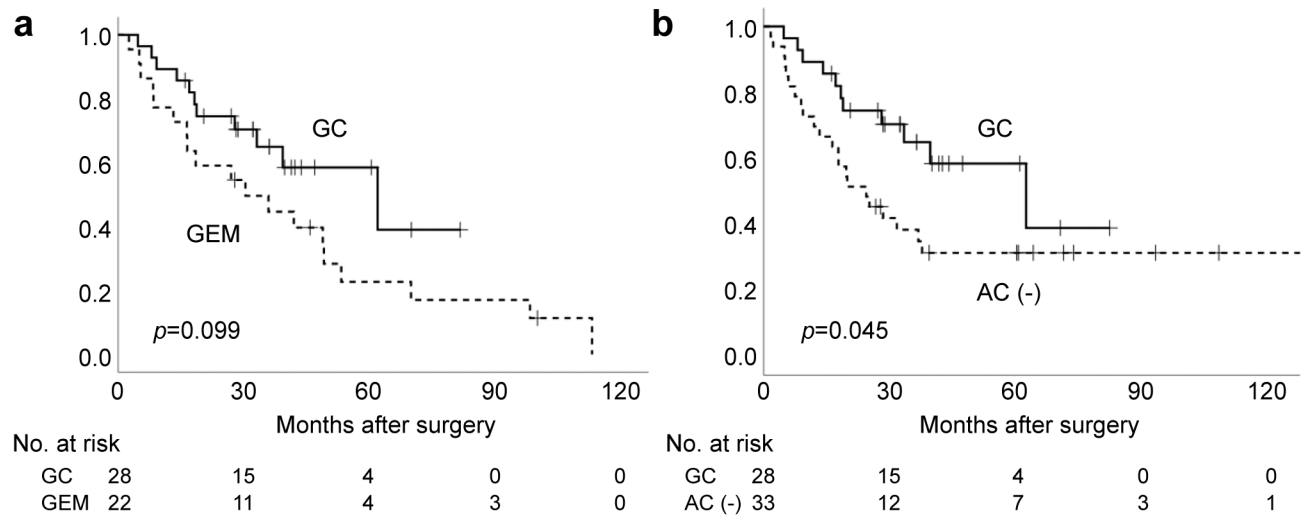 a
1.0
0.8
0.6
0.4
0.2
0.0
GC
GEM
p=0.099
0 30 60 90 120
Months after surgery
No. at risk
GC 28 15 4 0 0
GEM 22 11 4 3 0
b
1.0
0.8
0.6
0.4
0.2
0.0
GC
AC (-)
p=0.045
0 30 60 90 120
Months after surgery
No. at risk
GC 28 15 4 0 0
AC (-) 33 12 7 3 1